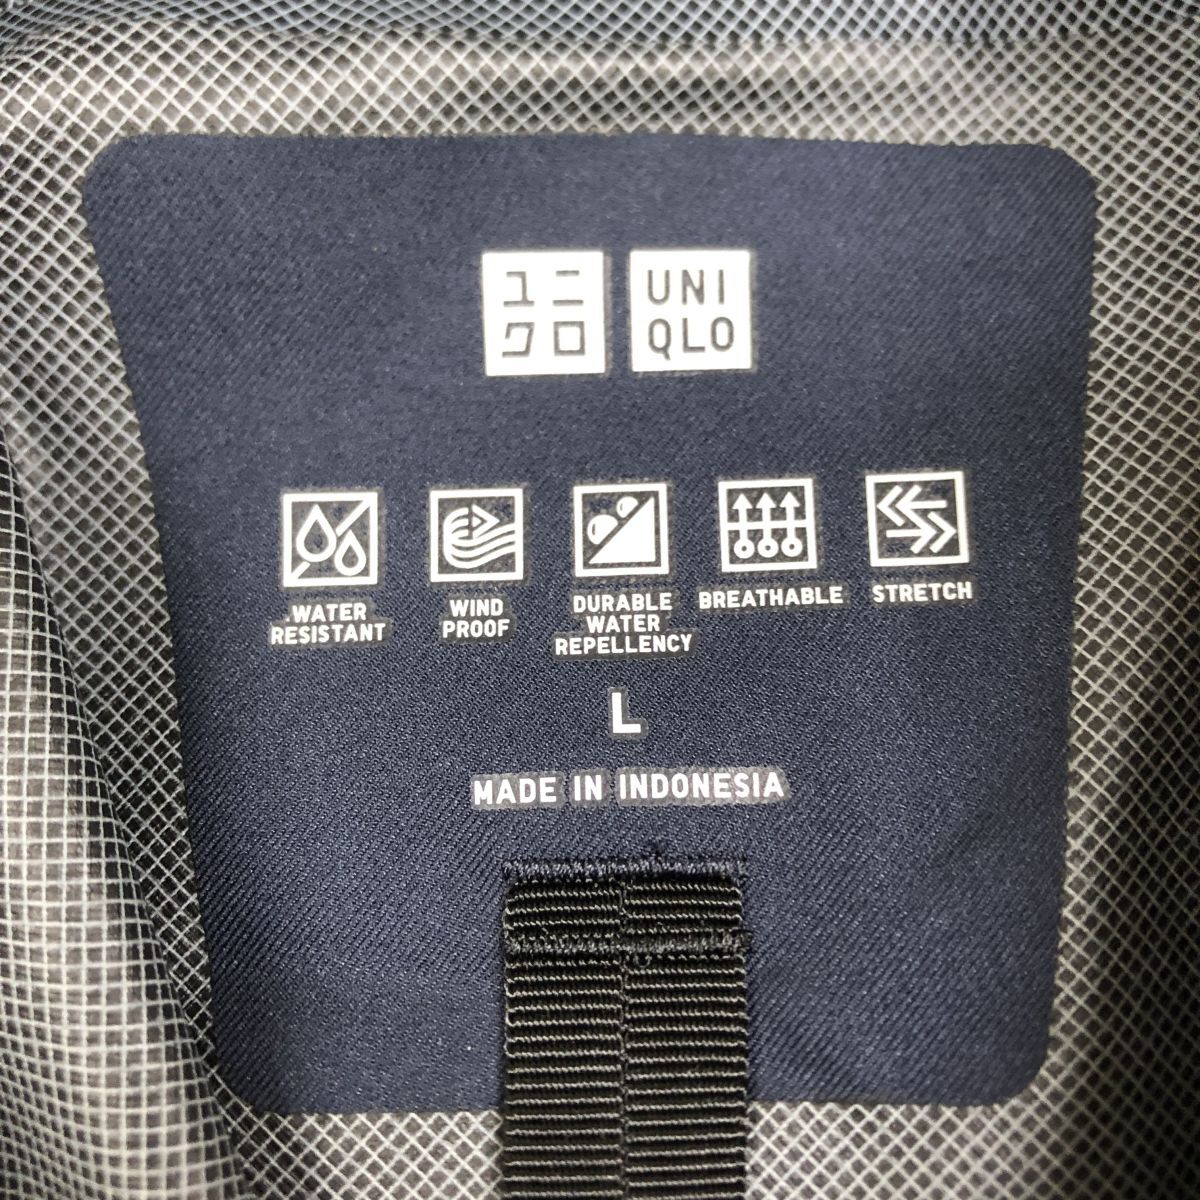 ユニ UNI
クロ QLO
WATER RESISTANT
WIND PROOF
DURABLE WATER REPELLENCY
BREATHABLE
STRETCH
L
MADE IN INDONESIA